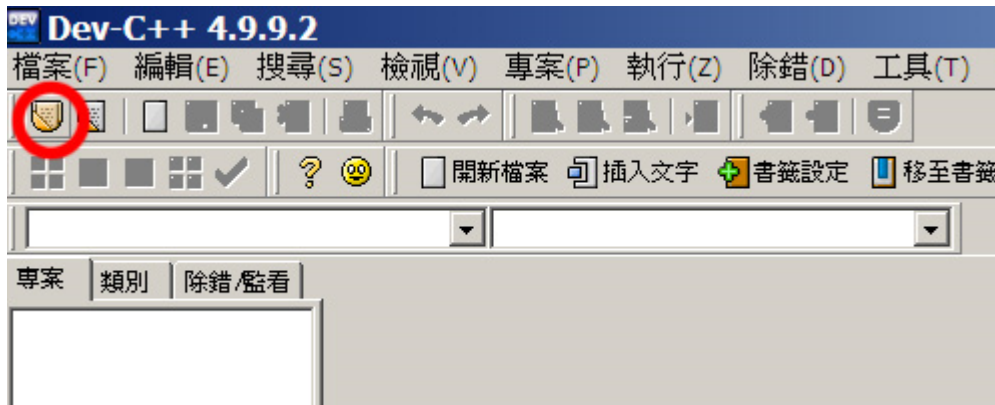 DEV Dev-C++ 4.9.9.2
檔案(F) 編輯(E) 搜尋(S) 檢視(V) 專案(P) 執行(Z) 除錯(D) 工具(T)
開新檔案 插入文字 書籤設定 移至書籤
專案 類別 除錯/監看